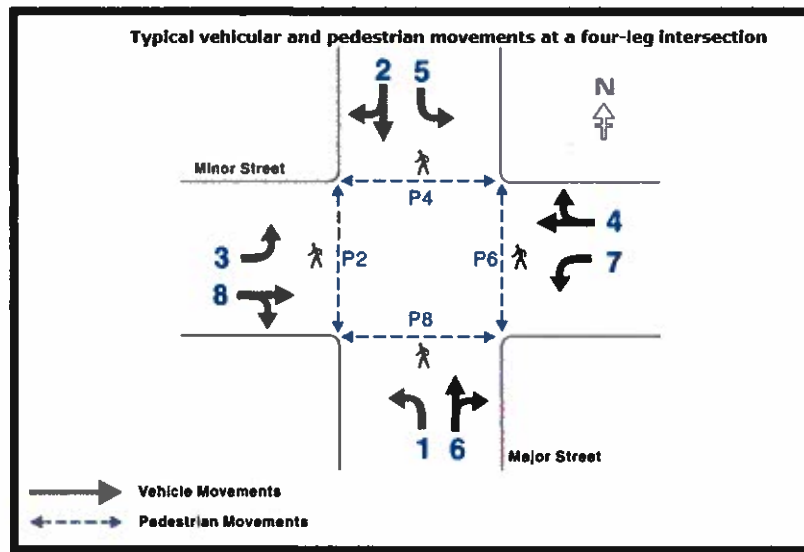 Typical vehicular and pedestrian movements at a four-leg intersection
2 5
N
Minor Street
P4
4
3 P2 P6 7
8
P8
1 6
Major Street
Vehicle Movements
Pedestrian Movements